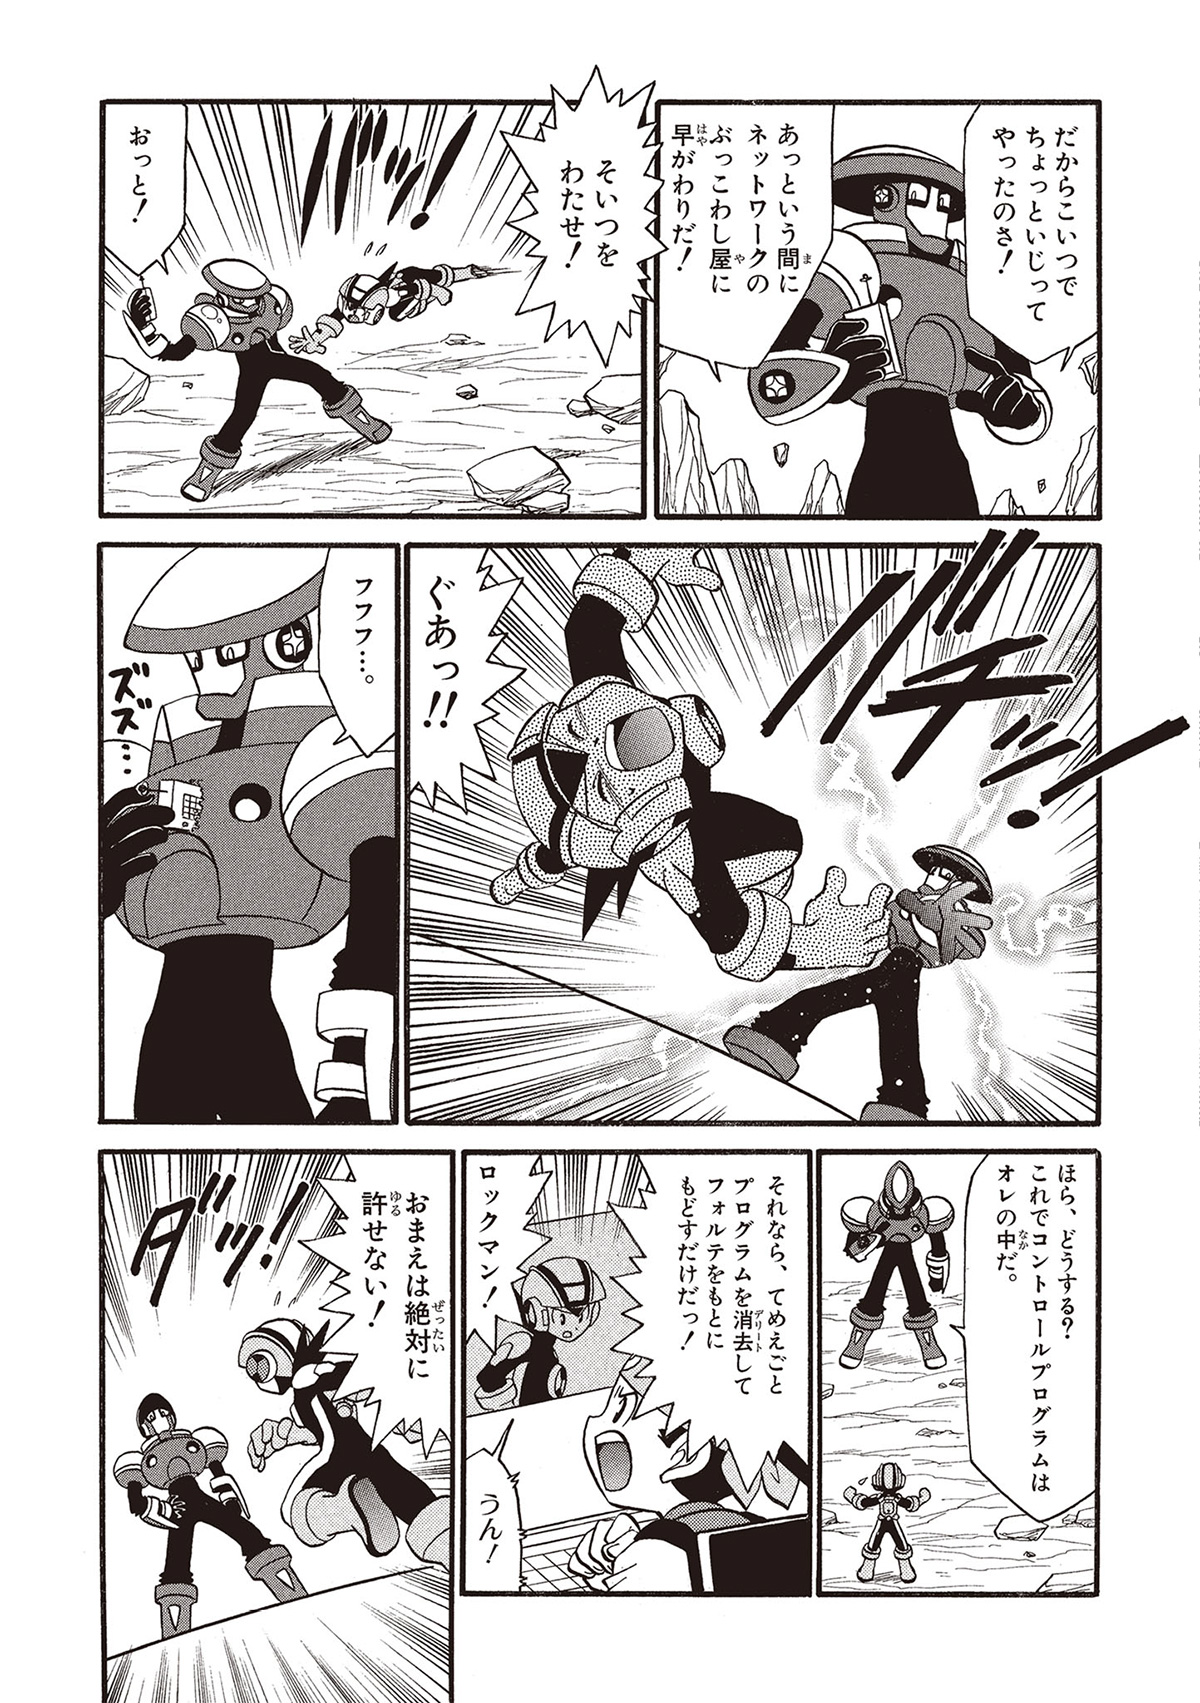 だからこいつで
ちょっといじって
やったのさ!
あっという間に
ネットワークの
ぶっこわし屋に
早がわりだ!
そいつを
わたせ!
バッ!!
おっと!
バチッ!
ぐあっ!!
フフフ…。
ズズ…
ほら、どうする?
これでコントロールプログラムは
オレの中だ。
それなら、てめえごと
プログラムを消去して
フォルテをもとに
もどすだけだっ!
ロックマン!
うん!
おまえは絶対に
許せない!
ダッ!